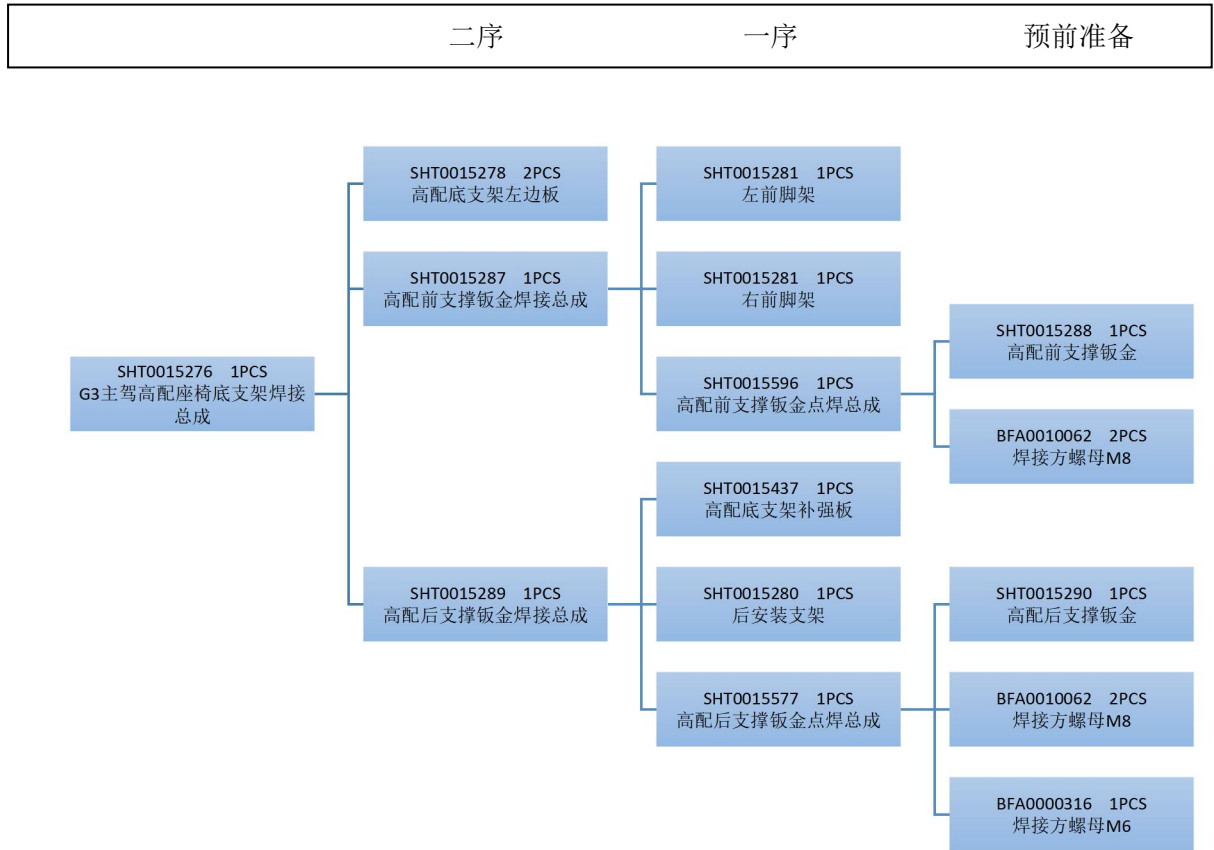 二序 一序 预前准备
SHT0015278 2PCS
高配底支架左边板
SHT0015281 1PCS
左前脚架
SHT0015287 1PCS
高配前支撑钣金焊接总成
SHT0015281 1PCS
右前脚架
SHT0015288 1PCS
高配前支撑钣金
SHT0015276 1PCS
G3主驾高配座椅底支架焊接
总成
SHT0015596 1PCS
高配前支撑钣金点焊总成
BFA0010062 2PCS
焊接方螺母M8
SHT0015437 1PCS
高配底支架补强板
SHT0015289 1PCS
高配后支撑钣金焊接总成
SHT0015280 1PCS
后安装支架
SHT0015290 1PCS
高配后支撑钣金
SHT0015577 1PCS
高配后支撑钣金点焊总成
BFA0010062 2PCS
焊接方螺母M8
BFA0000316 1PCS
焊接方螺母M6